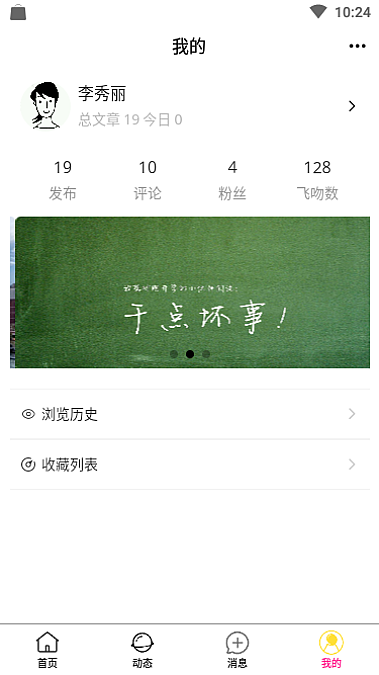 10:24
我的
李秀丽
总文章 19 今日 0
19 10 4 128
发布 评论 粉丝 飞吻数
干点坏事！
浏览历史
收藏列表
首页 动态 消息 我的